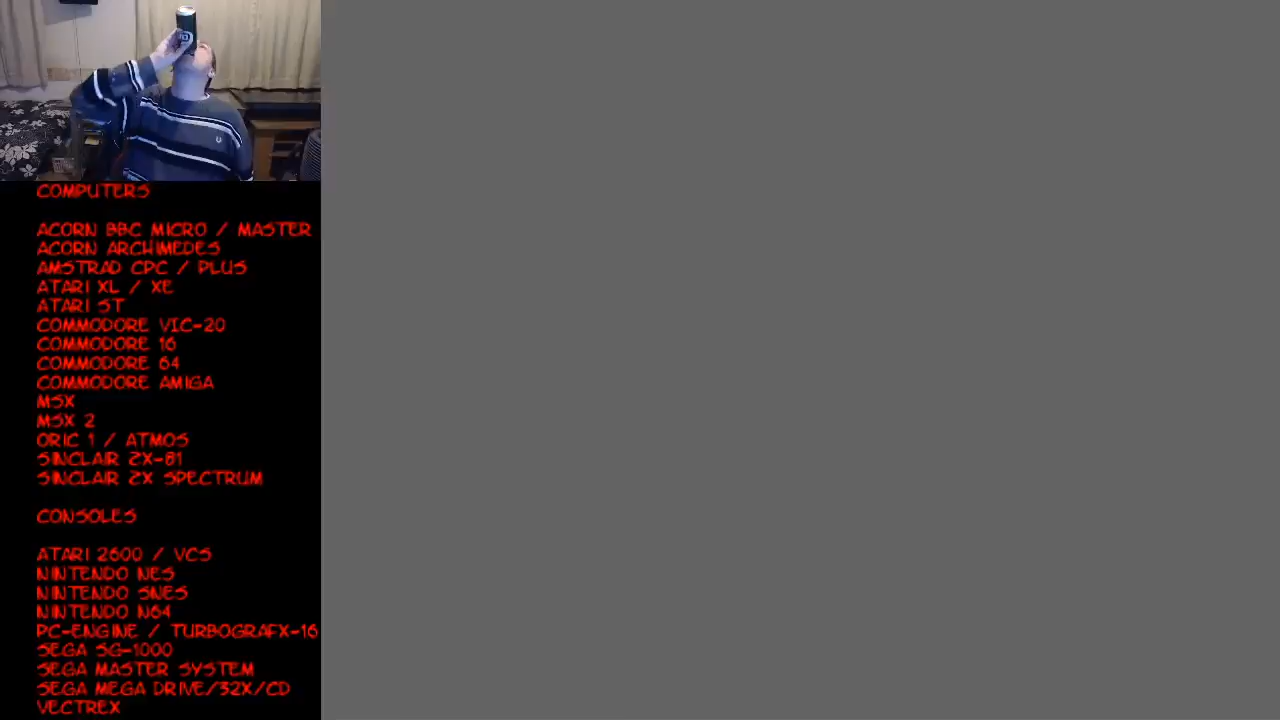 COMPUTERS
ACORN BBC MICRO / MASTER
ACORN ARCHIMEDES
AMSTRAD CPC / PLUS
ATARI XL / XE
ATARI ST
COMMODORE VIC-20
COMMODORE 16
COMMODORE 64
COMMODORE AMIGA
MSX
MSX 2
ORIC 1 / ATMOS
SINCLAIR ZX-81
SINCLAIR ZX SPECTRUM
CONSOLES
ATARI 2600 / VCS
NINTENDO NES
NINTENDO SNES
NINTENDO N64
PC-ENGINE / TURBOGRAFX-16
SEGA SG-1000
SEGA MASTER SYSTEM
SEGA MEGA DRIVE/32X/CD
VECTREX